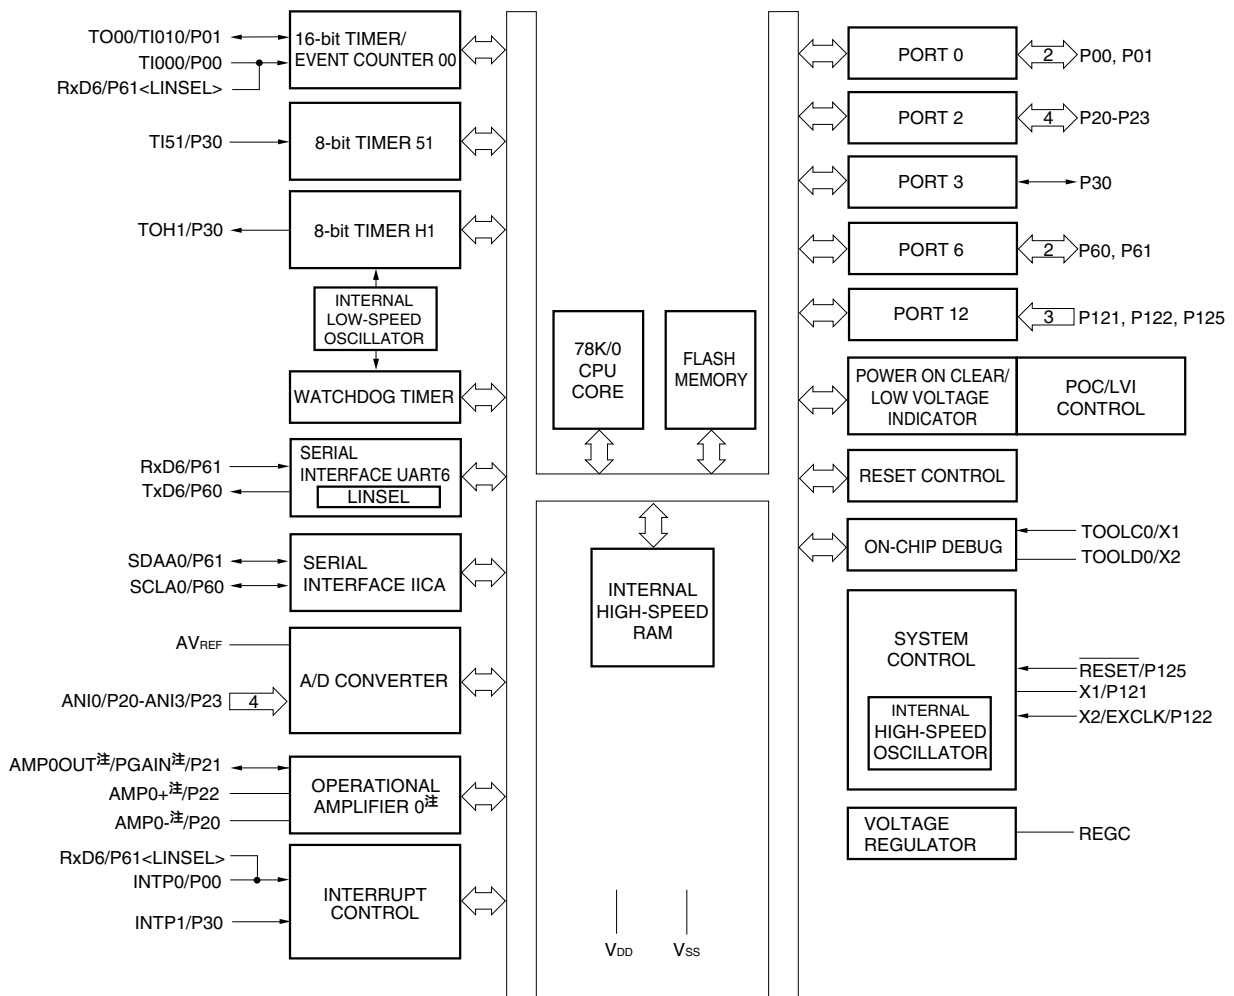 TO00/TI010/P01
TI000/P00
RxD6/P61<LINSEL>
16-bit TIMER/
EVENT COUNTER 00
TI51/P30
8-bit TIMER 51
TOH1/P30
8-bit TIMER H1
INTERNAL
LOW-SPEED
OSCILLATOR
WATCHDOG TIMER
RxD6/P61
TxD6/P60
SERIAL
INTERFACE UART6
LINSEL
SDAA0/P61
SCLA0/P60
SERIAL
INTERFACE IICA
AVREF
ANI0/P20-ANI3/P23
4
A/D CONVERTER
AMP0OUT注/PGAIN注/P21
AMP0+注/P22
AMP0-注/P20
OPERATIONAL
AMPLIFIER 0注
RxD6/P61<LINSEL>
INTP0/P00
INTP1/P30
INTERRUPT
CONTROL
78K/0
CPU
CORE
FLASH
MEMORY
INTERNAL
HIGH-SPEED
RAM
VDD
VSS
PORT 0
2
P00, P01
PORT 2
4
P20-P23
PORT 3
P30
PORT 6
2
P60, P61
PORT 12
3
P121, P122, P125
POWER ON CLEAR/
LOW VOLTAGE
INDICATOR
POC/LVI
CONTROL
RESET CONTROL
ON-CHIP DEBUG
TOOLC0/X1
TOOLD0/X2
SYSTEM
CONTROL
INTERNAL
HIGH-SPEED
OSCILLATOR
RESET/P125
X1/P121
X2/EXCLK/P122
VOLTAGE
REGULATOR
REGC